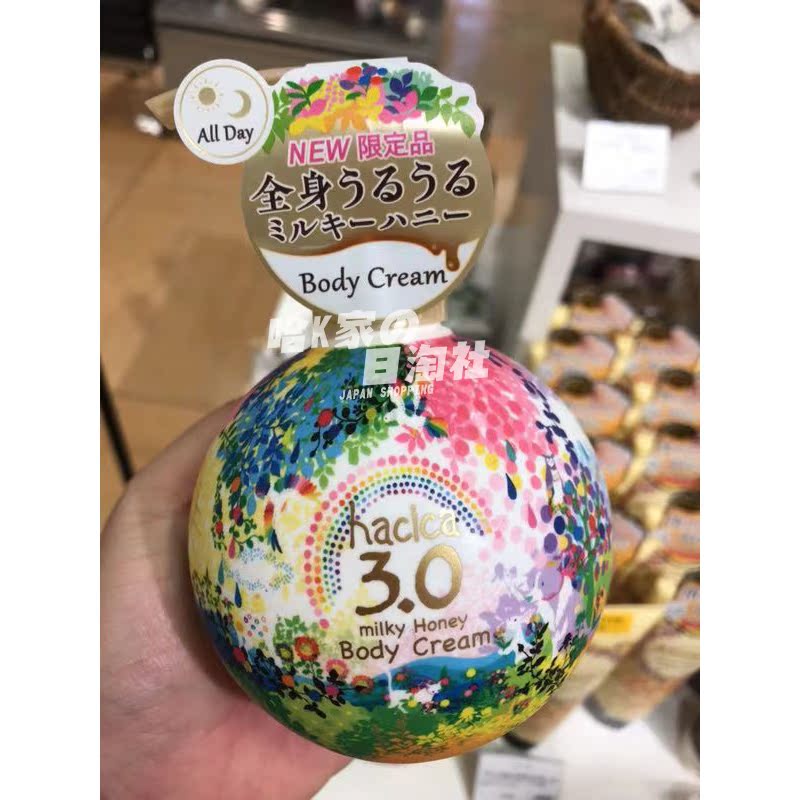 All Day
NEW 限定品
全身うるうる
ミルキーハニー
Body Cream
哈K家の
日淘社
JAPAN SHOPPING
hacica
3.0
milky Honey
Body Cream